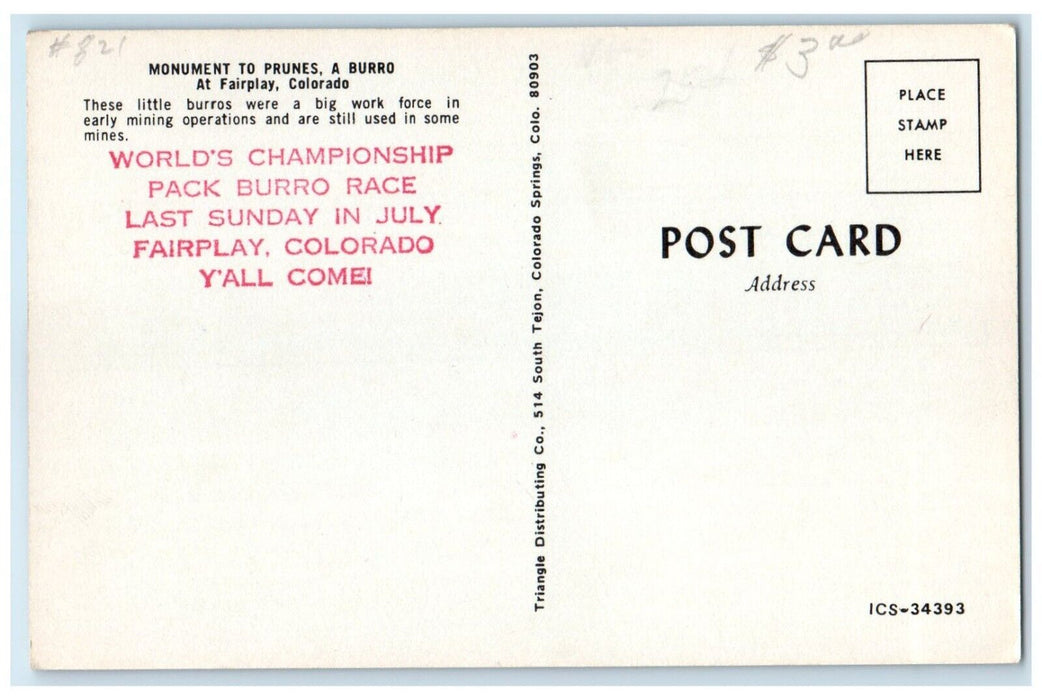 #821
MONUMENT TO PRUNES, A BURRO
At Fairplay, Colorado
These little burros were a big work force in
early mining operations and are still used in some
mines.
WORLD'S CHAMPIONSHIP
PACK BURRO RACE
LAST SUNDAY IN JULY
FAIRPLAY, COLORADO
Y'ALL COME!
Triangle Distributing Co., 514 South Tejon, Colorado Springs, Colo. 80903
$3.00
PLACE
STAMP
HERE
POST CARD
Address
ICS-34393